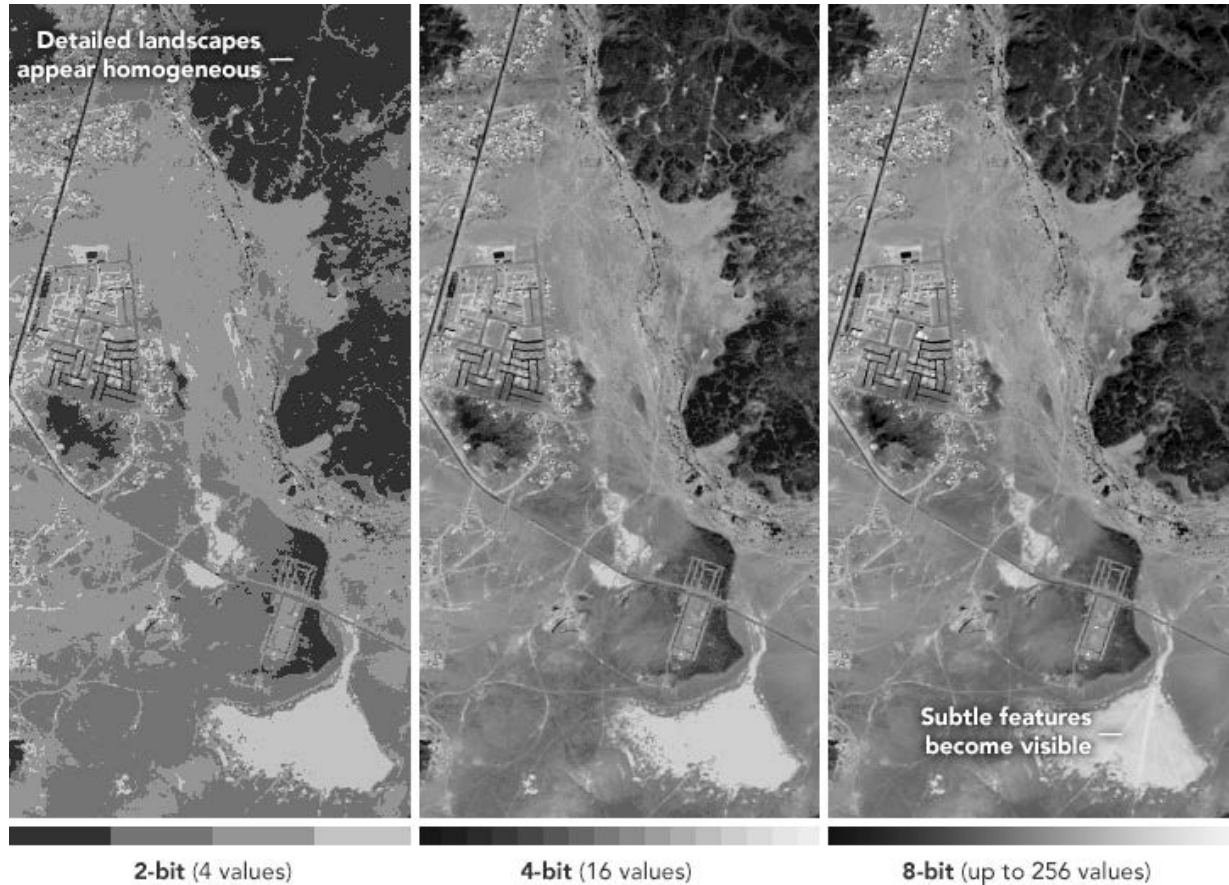 Detailed landscapes
appear homogeneous
Subtle features
become visible
2-bit (4 values)
4-bit (16 values)
8-bit (up to 256 values)